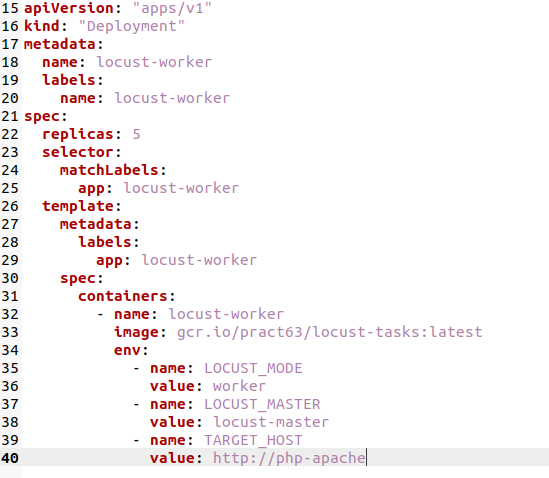 15 apiVersion: "apps/v1"
16 kind: "Deployment"
17 metadata:
18   name: locust-worker
19   labels:
20     name: locust-worker
21 spec:
22   replicas: 5
23   selector:
24     matchLabels:
25       app: locust-worker
26   template:
27     metadata:
28       labels:
29         app: locust-worker
30     spec:
31       containers:
32         - name: locust-worker
33           image: gcr.io/pract63/locust-tasks:latest
34           env:
35             - name: LOCUST_MODE
36               value: worker
37             - name: LOCUST_MASTER
38               value: locust-master
39             - name: TARGET_HOST
40               value: http://php-apache